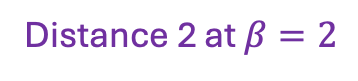 Distance 2 at 𝛽 = 2